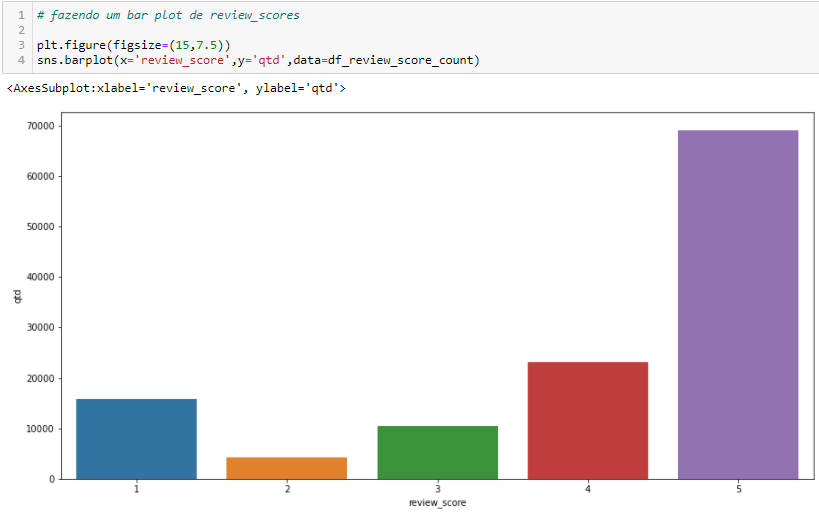 1 # fazendo um bar plot de review_scores
2
3 plt.figure(figsize=(15,7.5))
4 sns.barplot(x='review_score',y='qtd',data=df_review_score_count)
<AxesSubplot:xlabel='review_score', ylabel='qtd'>
70000
60000
50000
40000
30000
20000
10000
0
qtd
1 2 3 4 5
review_score